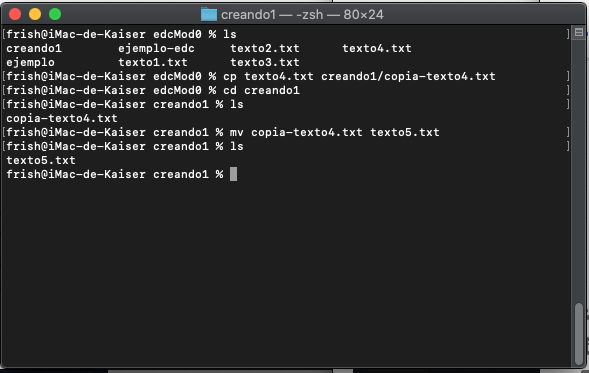 creando1 — -zsh — 80×24
[frish@iMac-de-Kaiser edcMod0 % ls ]
creando1 ejemplo-edc texto2.txt texto4.txt
ejemplo texto1.txt texto3.txt
[frish@iMac-de-Kaiser edcMod0 % cp texto4.txt creando1/copia-texto4.txt ]
[frish@iMac-de-Kaiser edcMod0 % cd creando1 ]
[frish@iMac-de-Kaiser creando1 % ls ]
copia-texto4.txt
[frish@iMac-de-Kaiser creando1 % mv copia-texto4.txt texto5.txt ]
[frish@iMac-de-Kaiser creando1 % ls ]
texto5.txt
frish@iMac-de-Kaiser creando1 %